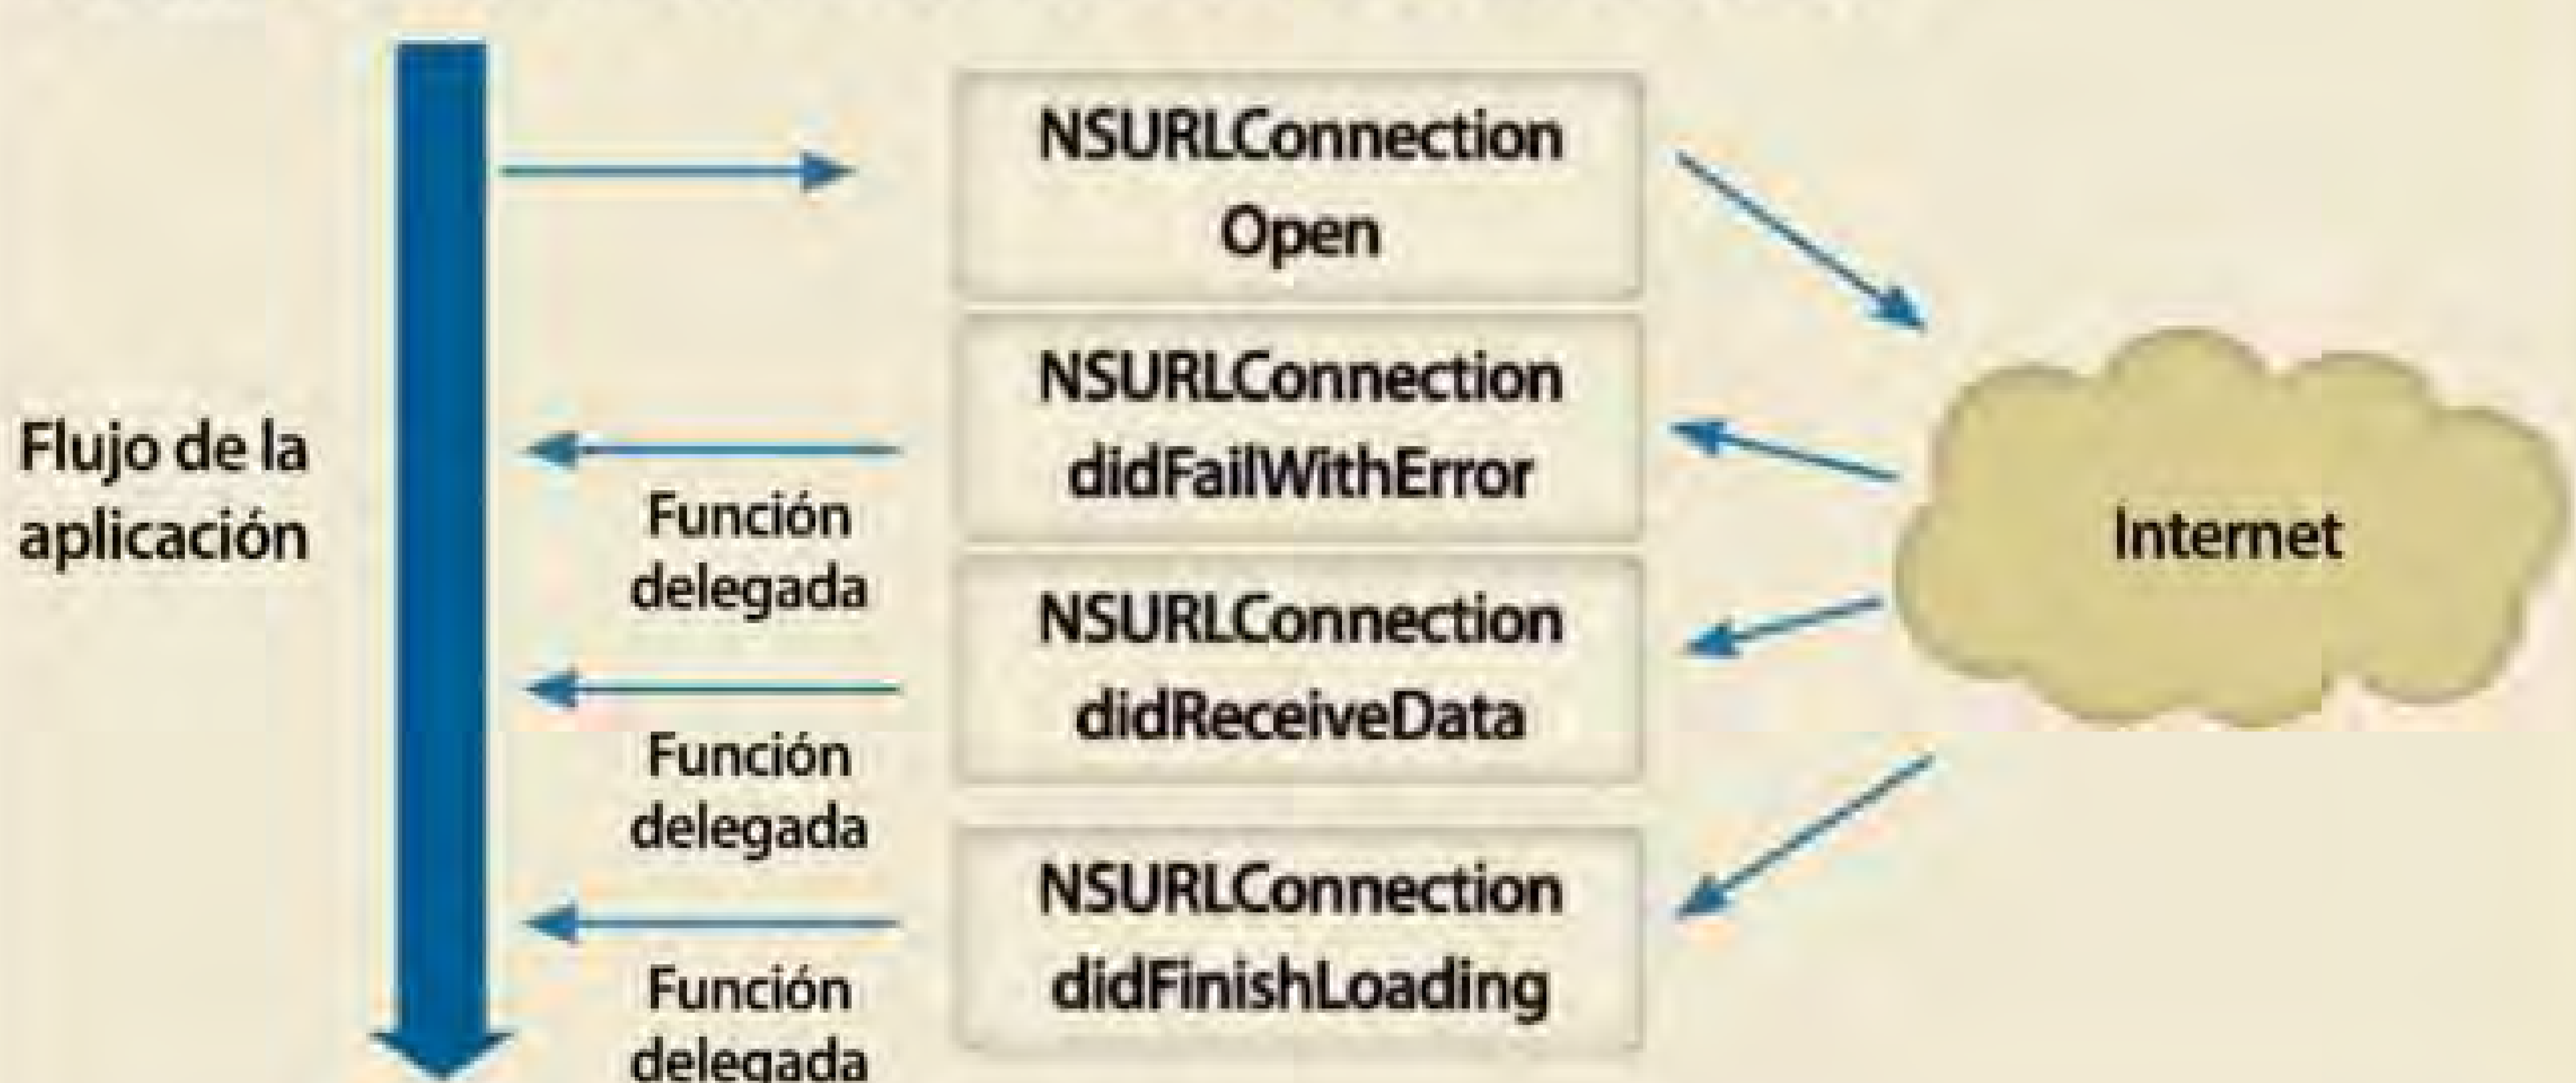 NSURLConnection
Open
Flujo de la
aplicación
NSURLConnection
didFailWithError
Función
delegada
Internet
NSURLConnection
didReceiveData
Función
delegada
NSURLConnection
didFinishLoading
Función
delegada